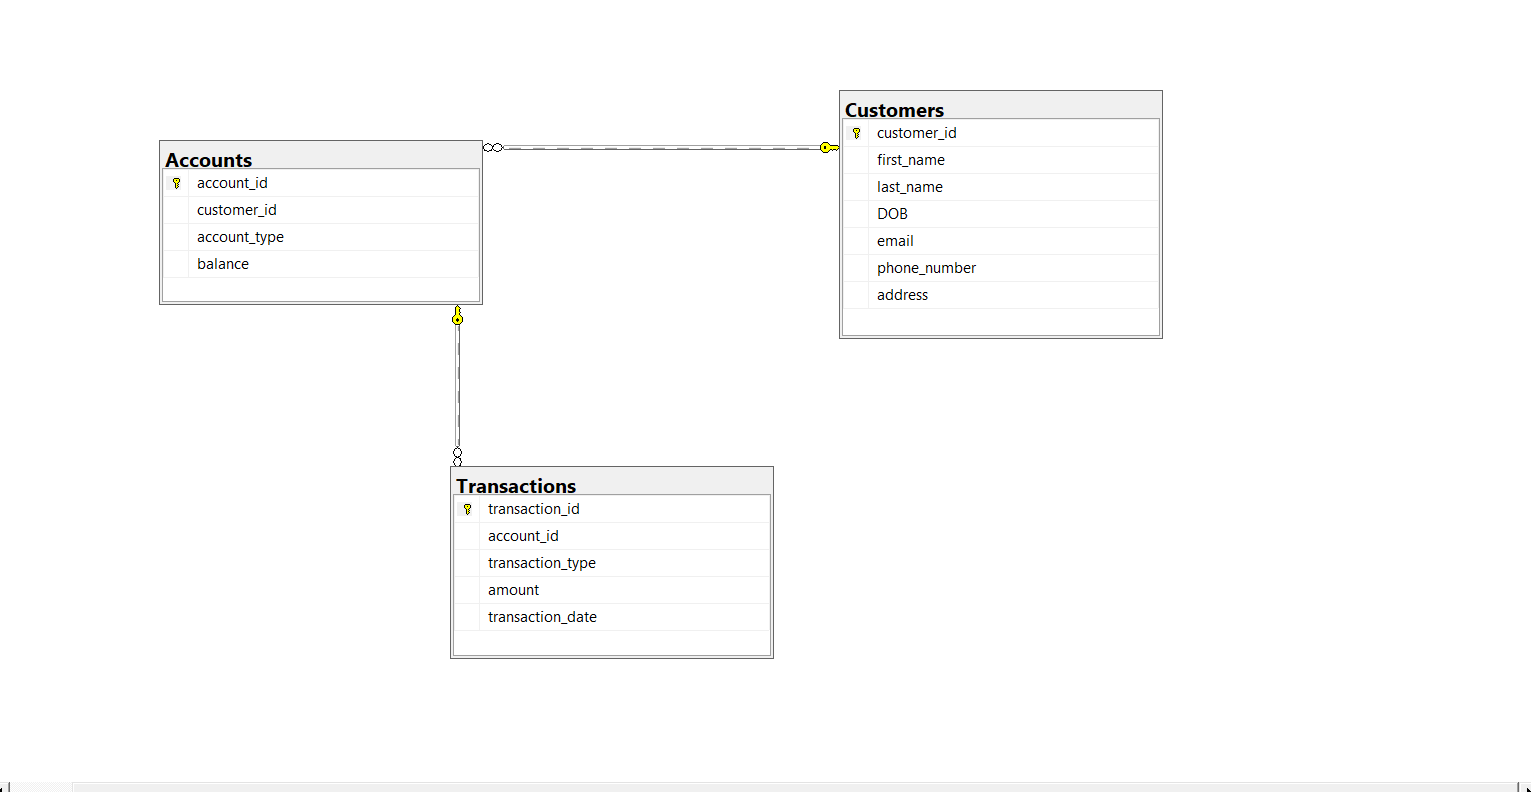 Accounts
account_id
customer_id
account_type
balance
Customers
customer_id
first_name
last_name
DOB
email
phone_number
address
Transactions
transaction_id
account_id
transaction_type
amount
transaction_date